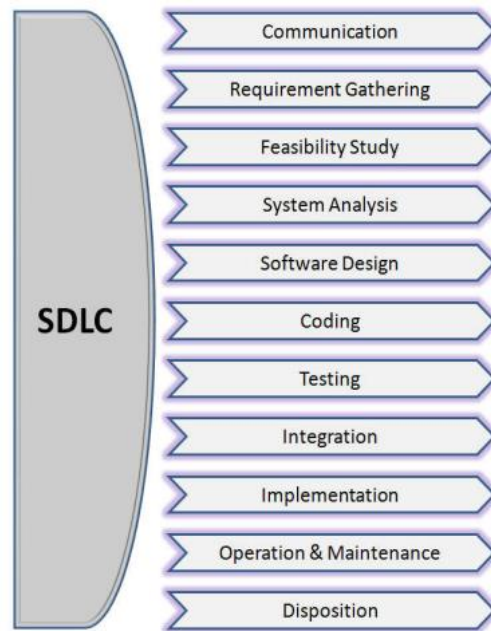 SDLC
Communication
Requirement Gathering
Feasibility Study
System Analysis
Software Design
Coding
Testing
Integration
Implementation
Operation & Maintenance
Disposition